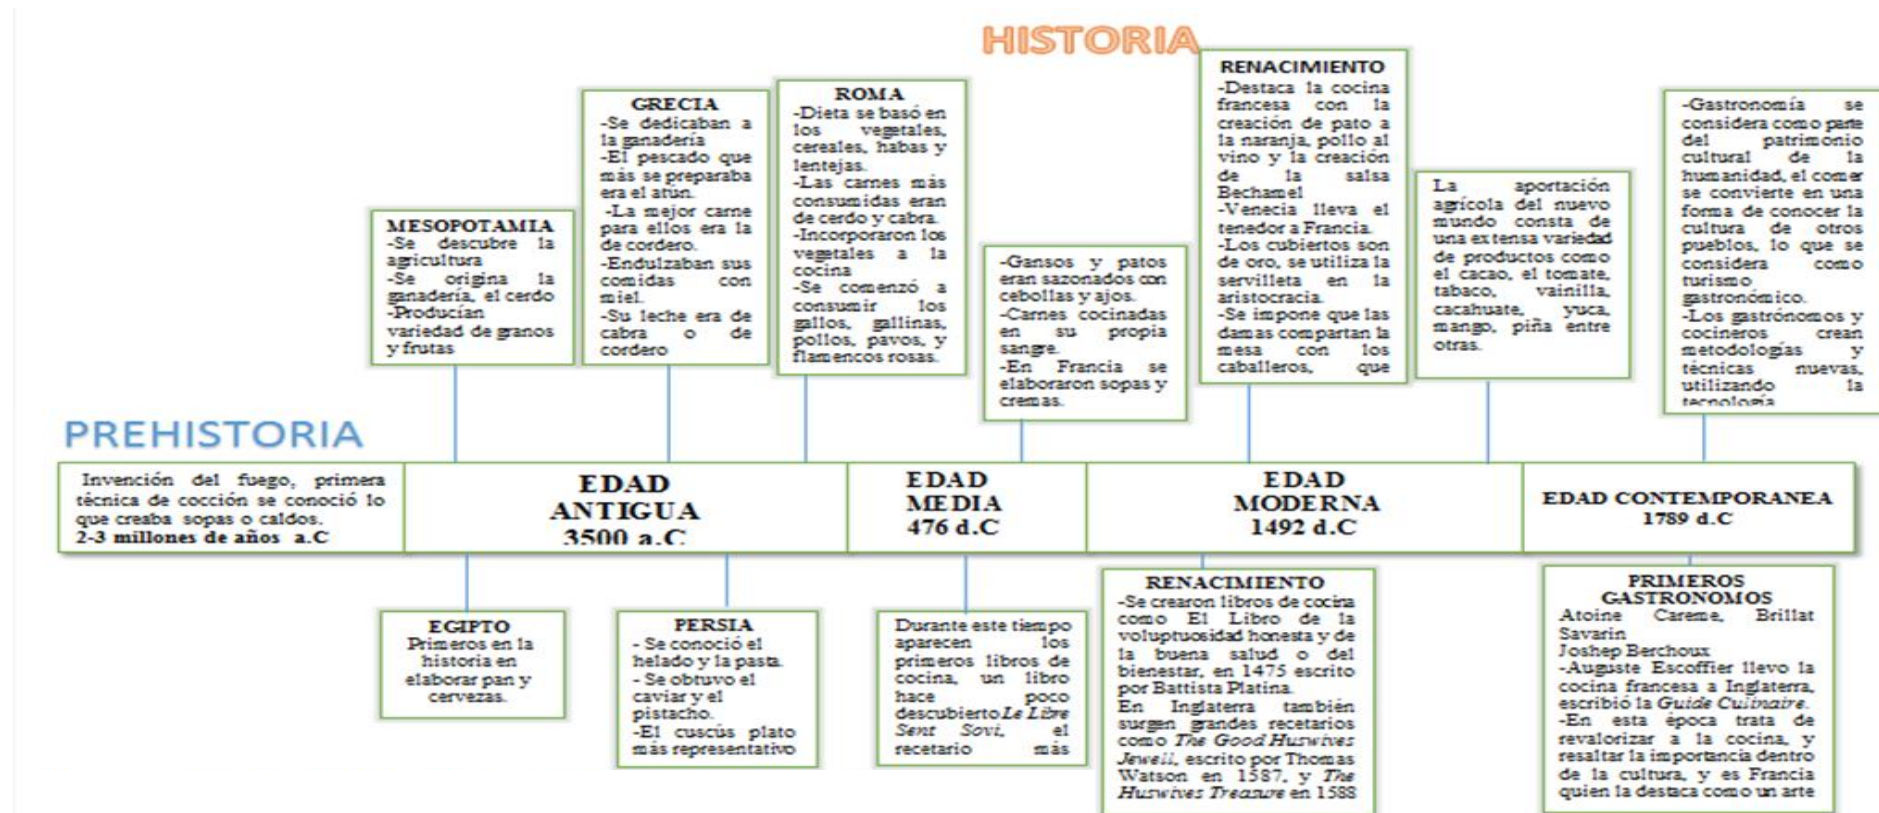 HISTORIA
PREHISTORIA
MESOPOTAMIA
-Se descubre la
agricultura
-Se origina la
ganadería, el cerdo
-Producían
variedad de granos
y frutas
GRECIA
-Se dedicaban a
la ganadería
-El pescado que
más se preparaba
era el atún.
-La mejor carne
para ellos era la
de cordero.
-Endulzaban sus
comidas con
miel.
-Su leche era de
cabra o de
cordero
ROMA
-Dieta se basó en
los vegetales,
cereales, habas y
lentejas.
-Las carnes más
consumidas eran
de cerdo y cabra.
-Incorporaron los
vegetales a la
cocina
-Se comenzó a
consumir los
gallos, gallinas,
pollos, pavos, y
flamencos rosas.
-Gansos y patos
eran sazonados con
cebollas y ajos.
-Carnes cocinadas
en su propia
sangre.
-En Francia se
elaboraron sopas y
cremas.
RENACIMIENTO
-Destaca la cocina
francesa con la
creación de pato a
la naranja, pollo al
vino y la creación
de la salsa
Bechamel
-Venecia lleva el
tenedor a Francia.
-Los cubiertos son
de oro, se utiliza la
servilleta en la
aristocracia.
-Se impone que las
damas compartan la
mesa con los
caballeros, que
La aportación
agrícola del nuevo
mundo consta de
una extensa variedad
de productos como
el cacao, el tomate,
tabaco, vainilla,
cacahuate, yuca,
mango, piña entre
otras.
-Gastronomía se
considera como parte
del patrimonio
cultural de la
humanidad, el comer
se convierte en una
forma de conocer la
cultura de otros
pueblos, lo que se
considera como
turismo
gastronómico.
-Los gastrónomos y
cocineros crean
metodologías y
técnicas nuevas,
utilizando la
tecnología
Invención del fuego, primera
técnica de cocción se conoció lo
que creaba sopas o caldos.
2-3 millones de años a.C
EDAD
ANTIGUA
3500 a.C
EDAD
MEDIA
476 d.C
EDAD
MODERNA
1492 d.C
EDAD CONTEMPORANEA
1789 d.C
EGIPTO
Primeros en la
historia en
elaborar pan y
cervezas.
PERSIA
- Se conoció el
helado y la pasta.
- Se obtuvo el
caviar y el
pistacho.
-El cuscús plato
más representativo
Durante este tiempo
aparecen los
primeros libros de
cocina, un libro
hace poco
descubierto Le Libre
Sent Sovi, el
recetario más
RENACIMIENTO
-Se crearon libros de cocina
como El Libro de la
voluptuosidad honesta y de
la buena salud o del
bienestar, en 1475 escrito
por Battista Platina.
En Inglaterra también
surgen grandes recetarios
como The Good Huswives
Jewell, escrito por Thomas
Watson en 1587, y The
Huswives Treasure en 1588
PRIMEROS
GASTRONOMOS
Atoine Careme, Brillat
Savarin
Joshep Berchoux
-Auguste Escoffier llevo la
cocina francesa a Inglaterra,
escribió la Guide Culinaire.
-En esta época trata de
revalorizar a la cocina, y
resaltar la importancia dentro
de la cultura, y es Francia
quien la destaca como un arte